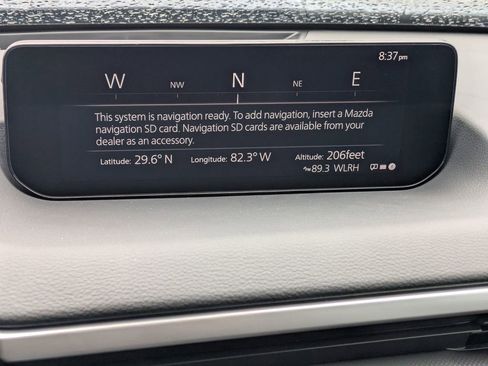 8:37pm
W NW N NE E
This system is navigation ready. To add navigation, insert a Mazda
navigation SD card. Navigation SD cards are available from your
dealer as an accessory.
Latitude: 29.6° N Longitude: 82.3° W Altitude: 206feet
89.3 WLRH